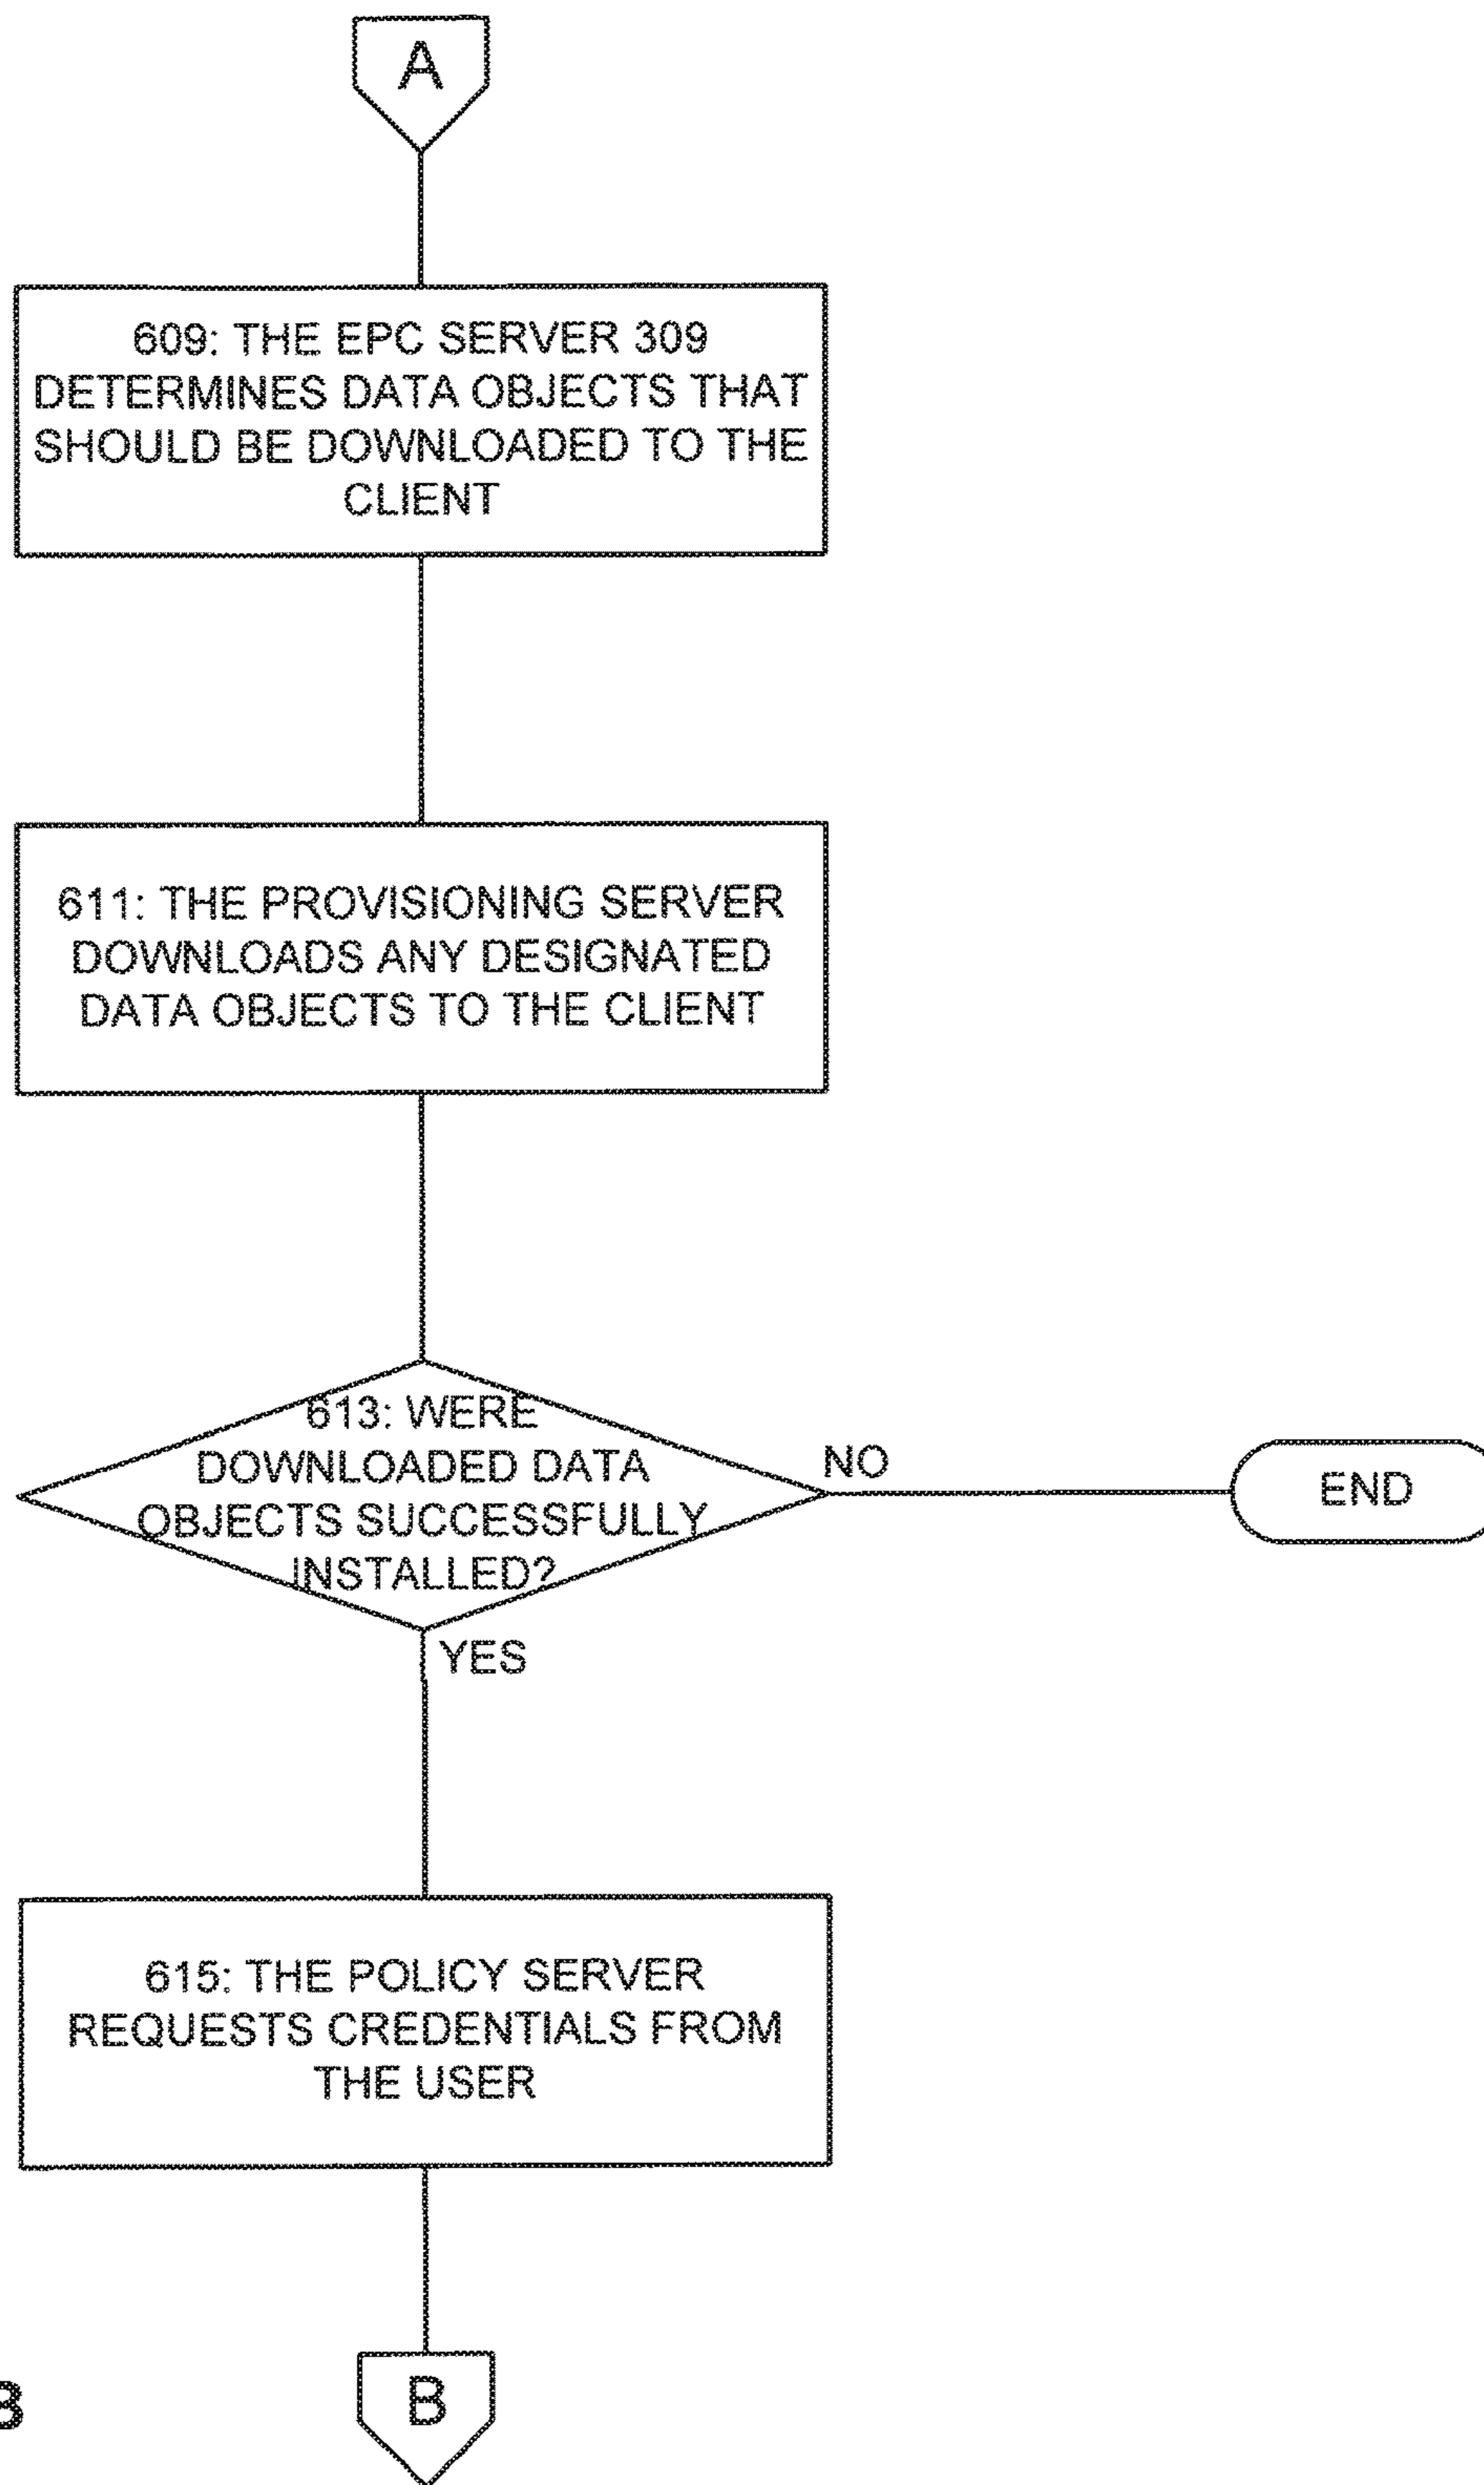 A
609: THE EPC SERVER 309
DETERMINES DATA OBJECTS THAT
SHOULD BE DOWNLOADED TO THE
CLIENT
611: THE PROVISIONING SERVER
DOWNLOADS ANY DESIGNATED
DATA OBJECTS TO THE CLIENT
613: WERE
DOWNLOADED DATA
OBJECTS SUCCESSFULLY
INSTALLED?
NO
END
YES
615: THE POLICY SERVER
REQUESTS CREDENTIALS FROM
THE USER
B